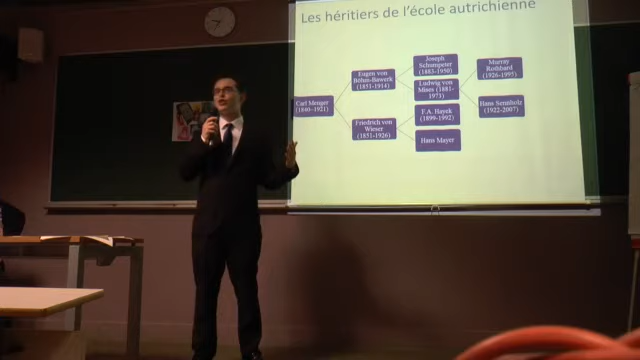 Les héritiers de l'école autrichienne
Carl Menger
(1840-1921)
Eugen von
Böhm-Bawerk
(1851-1914)
Friedrich von
Wieser
(1851-1926)
Joseph
Schumpeter
(1883-1950)
Ludwig von
Mises (1881-
1973)
F.A. Hayek
(1899-1992)
Hans Mayer
Murray
Rothbard
(1926-1995)
Hans Sennholz
(1922-2007)